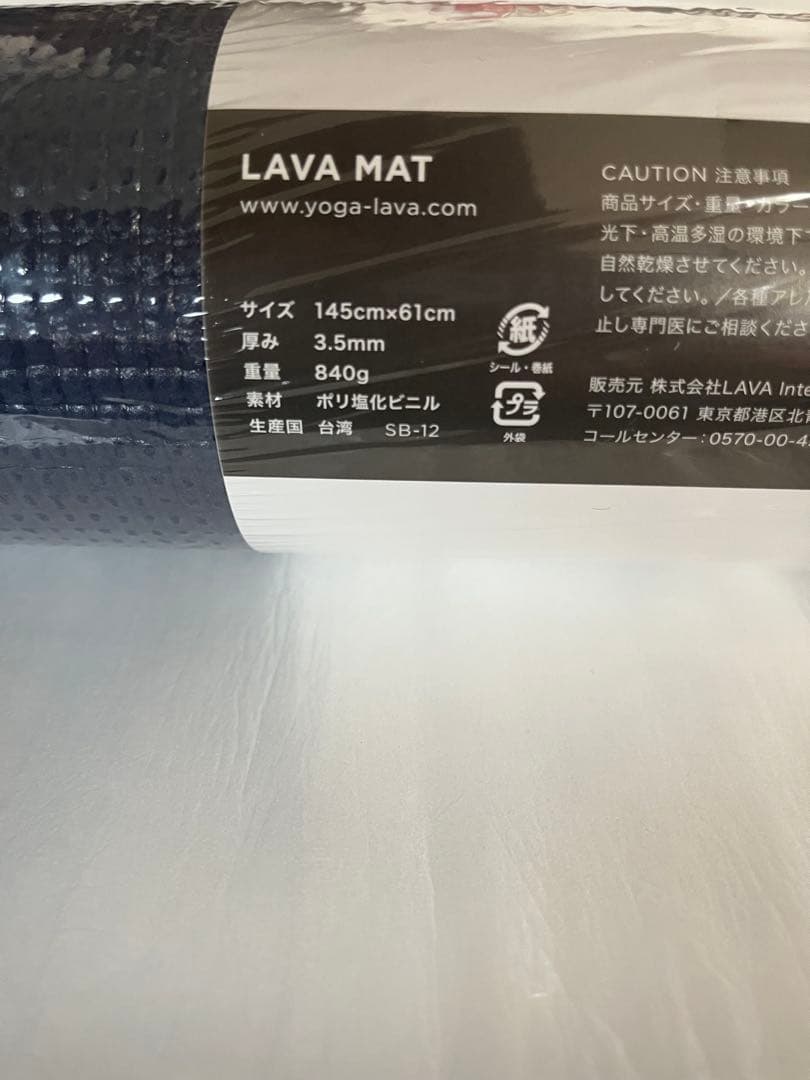 LAVA MAT
www.yoga-lava.com
サイズ 145cm×61cm
厚み 3.5mm
重量 840g
素材 ポリ塩化ビニル
生産国 台湾 SB-12
紙
シール・巻紙
プラ
外袋
CAUTION 注意事項
商品サイズ・重量・カラー
光下・高温多湿の環境下
自然乾燥させてください。
してください。／各種アレ
止し専門医にご相談くださ
販売元 株式会社LAVA Inte
〒107-0061 東京都港区北
コールセンター：0570-00-4